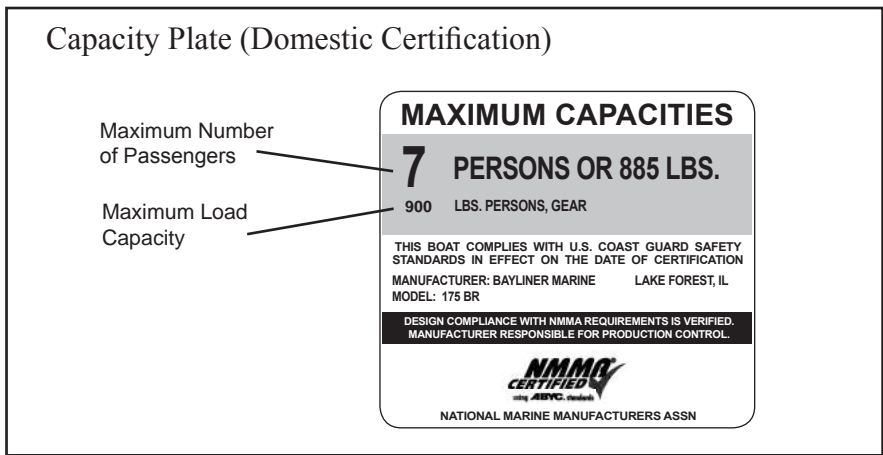 Capacity Plate (Domestic Certification)
Maximum Number
of Passengers
Maximum Load
Capacity
MAXIMUM CAPACITIES
7 PERSONS OR 885 LBS.
900 LBS. PERSONS, GEAR
THIS BOAT COMPLIES WITH U.S. COAST GUARD SAFETY
STANDARDS IN EFFECT ON THE DATE OF CERTIFICATION
MANUFACTURER: BAYLINER MARINE LAKE FOREST, IL
MODEL: 175 BR
DESIGN COMPLIANCE WITH NMMA REQUIREMENTS IS VERIFIED.
MANUFACTURER RESPONSIBLE FOR PRODUCTION CONTROL.
NMMA
CERTIFIED
using ABYC. standards
NATIONAL MARINE MANUFACTURERS ASSN